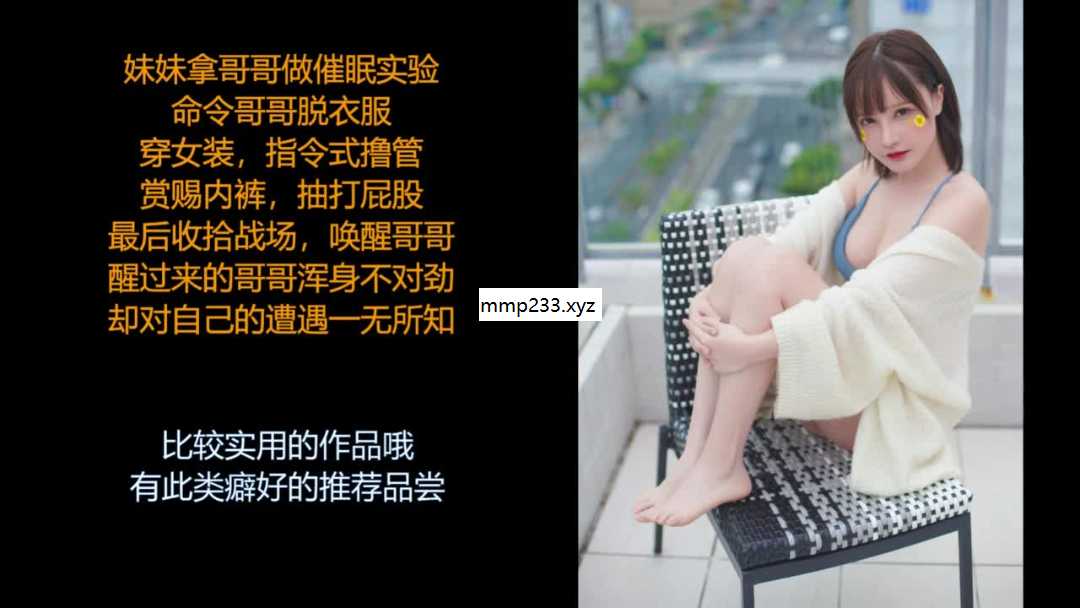 妹妹拿哥哥做催眠实验
命令哥哥脱衣服
穿女装，指令式撸管
赏赐内裤，抽打屁股
最后收拾战场，唤醒哥哥
醒过来的哥哥浑身不对劲
却对自己的遭遇一无所知
mmp233.xyz
比较实用的作品哦
有此类癖好的推荐品尝